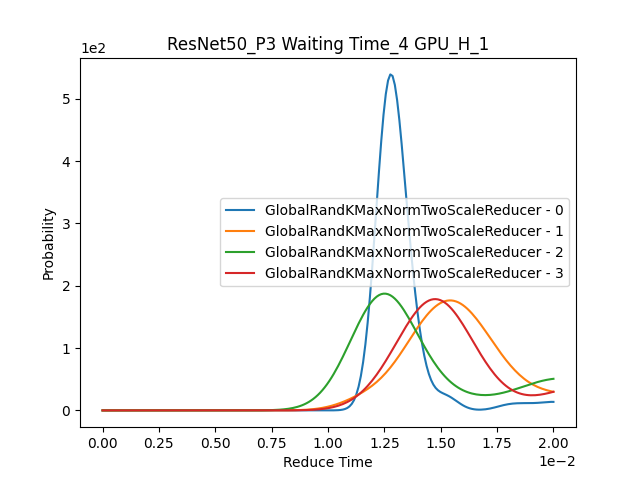 ResNet50_P3 Waiting Time_4 GPU_H_1
1e2
5
4
3
2
1
0
Probability
GlobalRandKMaxNormTwoScaleReducer - 0
GlobalRandKMaxNormTwoScaleReducer - 1
GlobalRandKMaxNormTwoScaleReducer - 2
GlobalRandKMaxNormTwoScaleReducer - 3
0.00 0.25 0.50 0.75 1.00 1.25 1.50 1.75 2.00
Reduce Time
1e−2